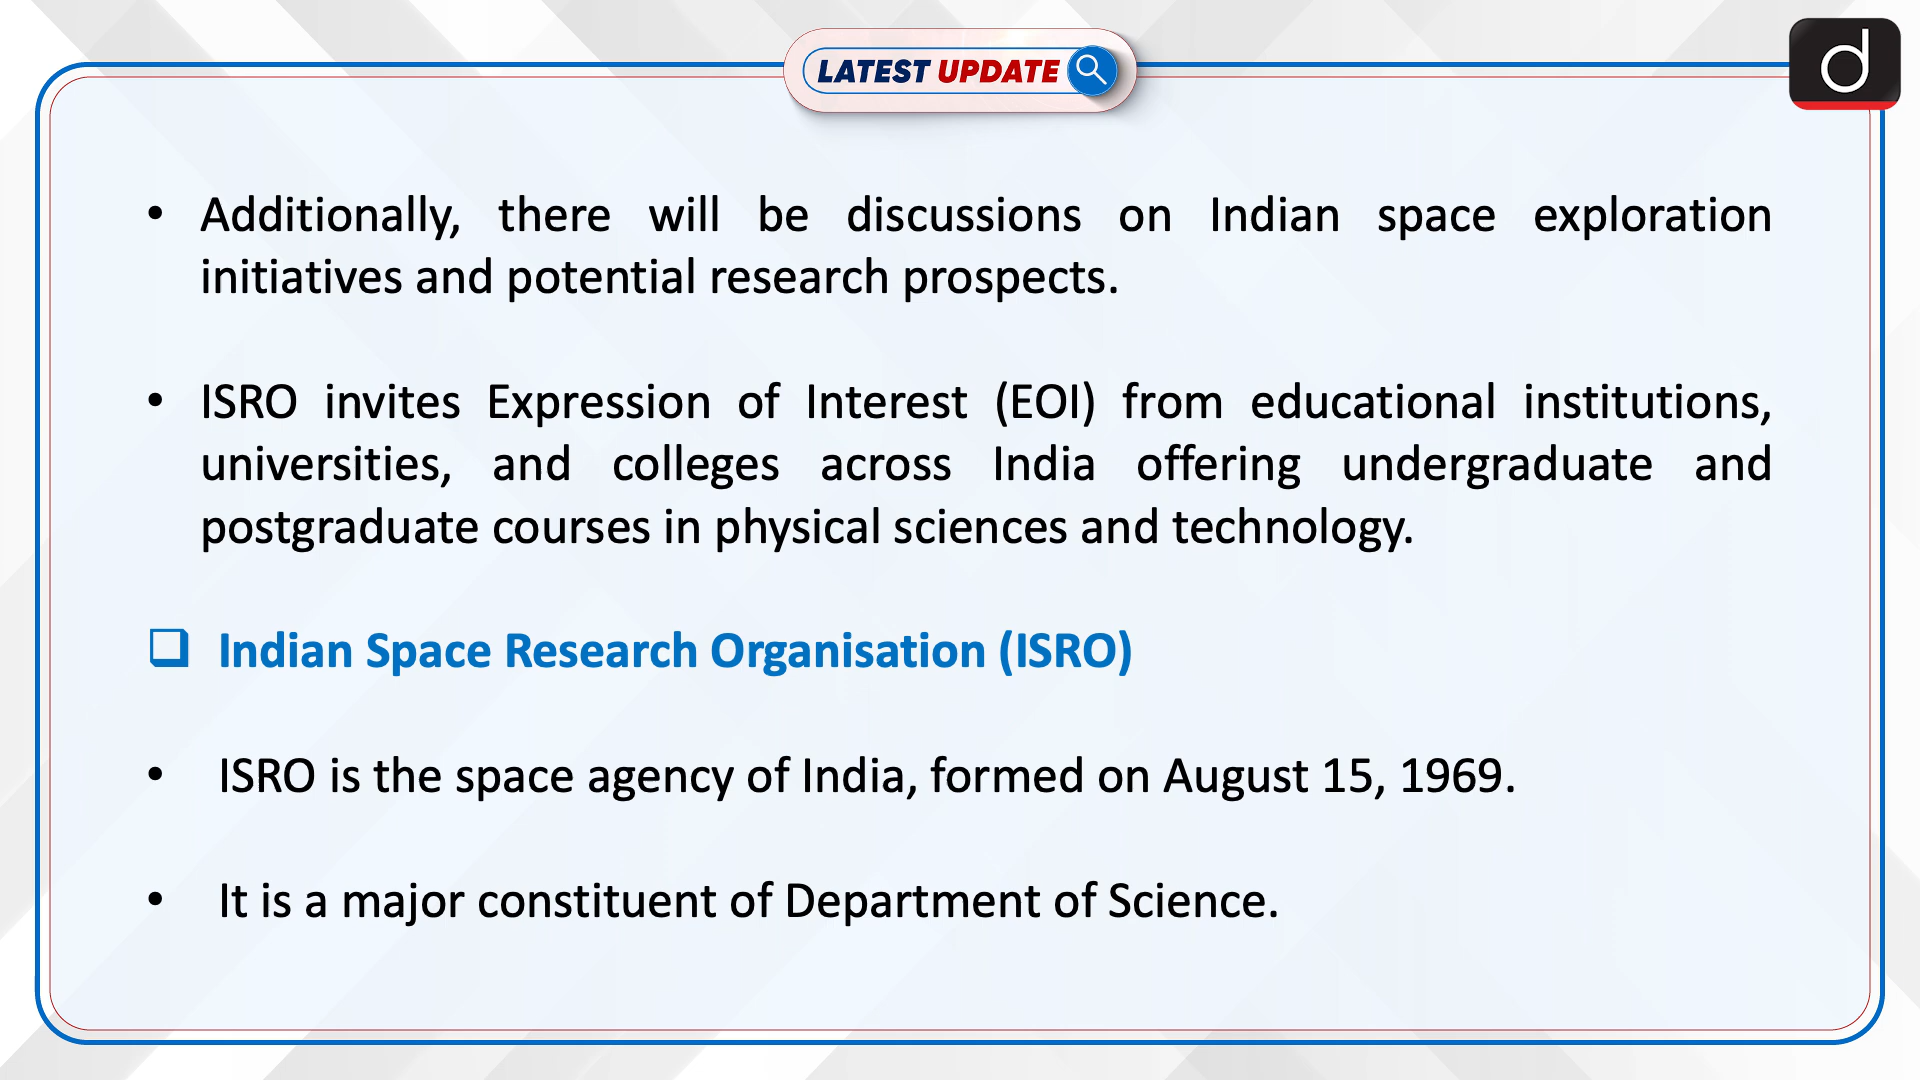 LATEST UPDATE
d
• Additionally, there will be discussions on Indian space exploration
initiatives and potential research prospects.
• ISRO invites Expression of Interest (EOI) from educational institutions,
universities, and colleges across India offering undergraduate and
postgraduate courses in physical sciences and technology.
❑ Indian Space Research Organisation (ISRO)
• ISRO is the space agency of India, formed on August 15, 1969.
• It is a major constituent of Department of Science.